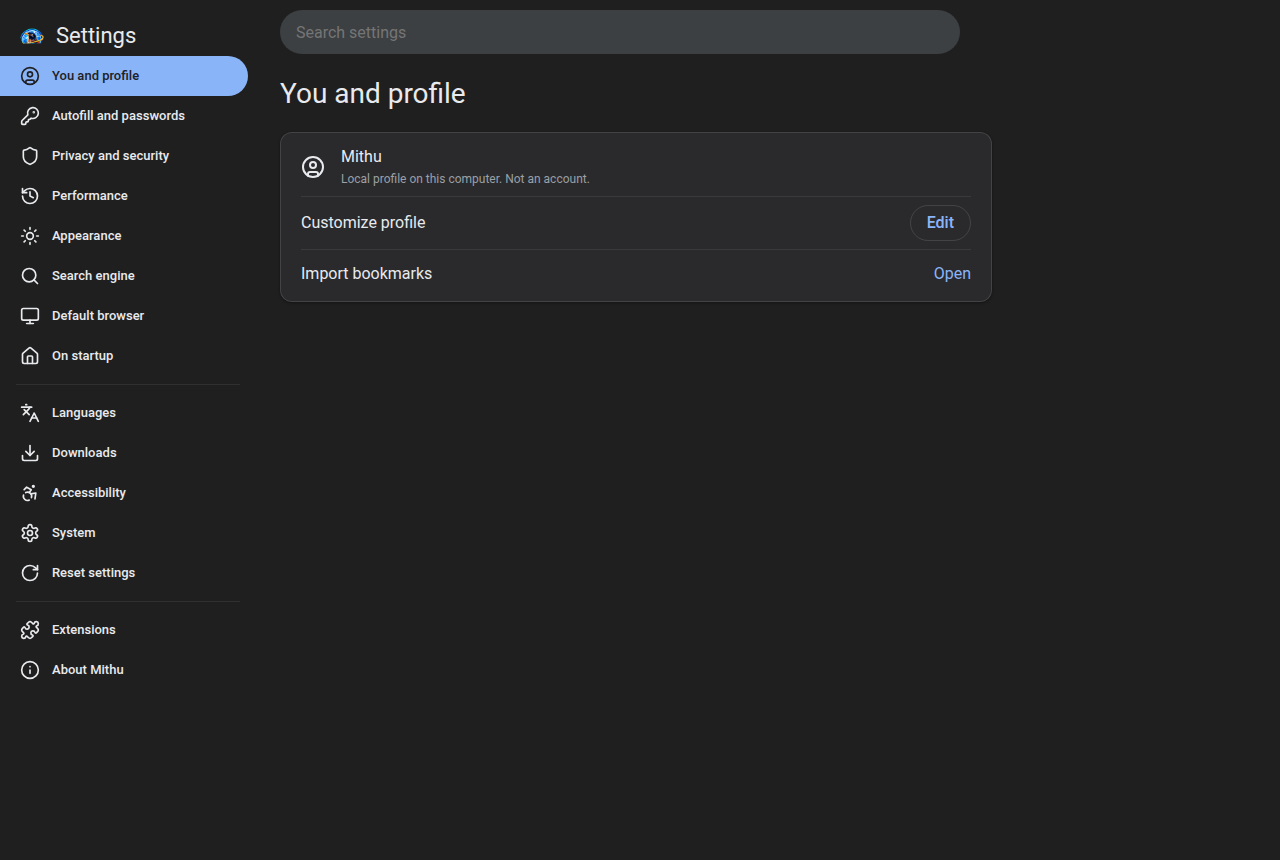 Settings
You and profile
Autofill and passwords
Privacy and security
Performance
Appearance
Search engine
Default browser
On startup
Languages
Downloads
Accessibility
System
Reset settings
Extensions
About Mithu
Search settings
You and profile
Mithu
Local profile on this computer. Not an account.
Customize profile
Edit
Import bookmarks
Open